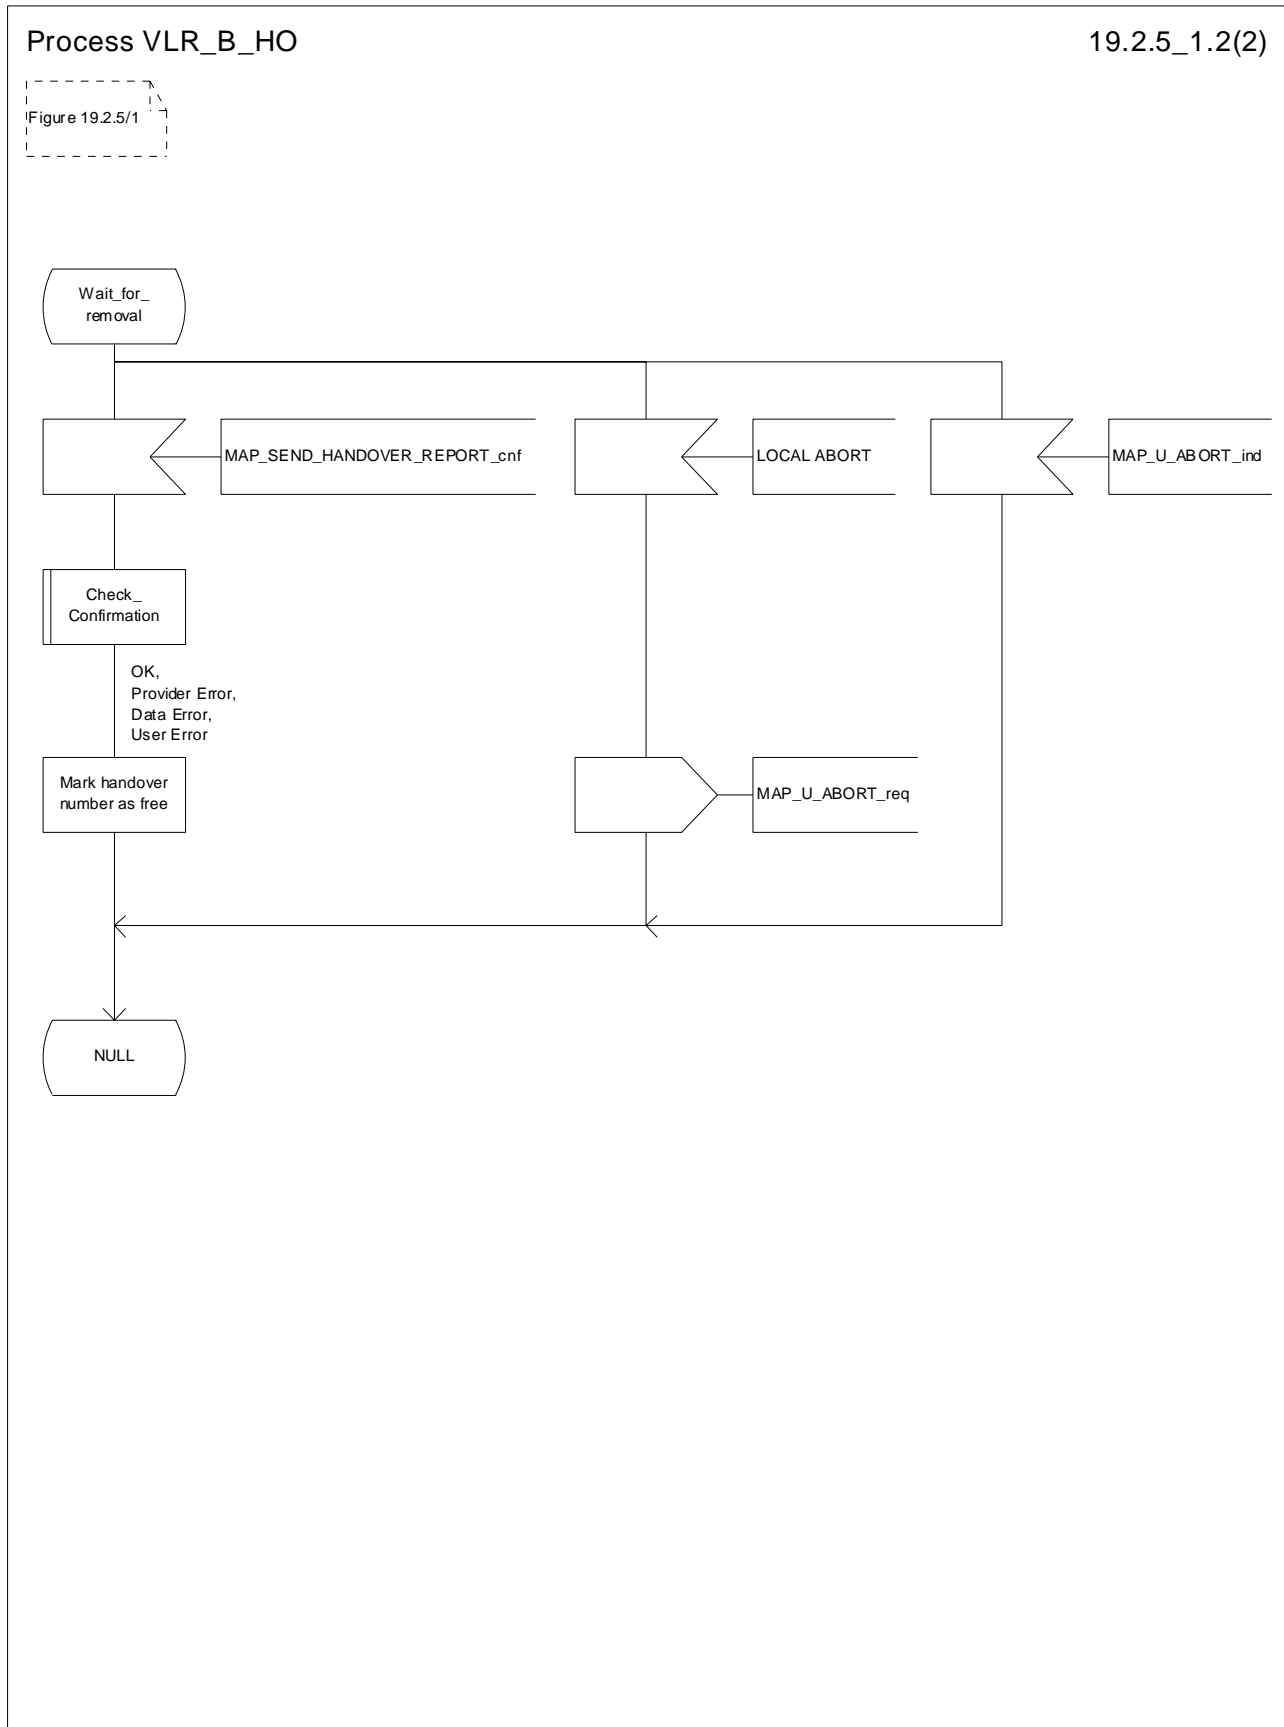 Process VLR_B_HO
19.2.5_1.2(2)
Figure 19.2.5/1
Wait_for_
removal
MAP_SEND_HANDOVER_REPORT_cnf
LOCAL ABORT
MAP_U_ABORT_ind
Check_
Confirmation
OK,
Provider Error,
Data Error,
User Error
Mark handover
number as free
MAP_U_ABORT_req
NULL